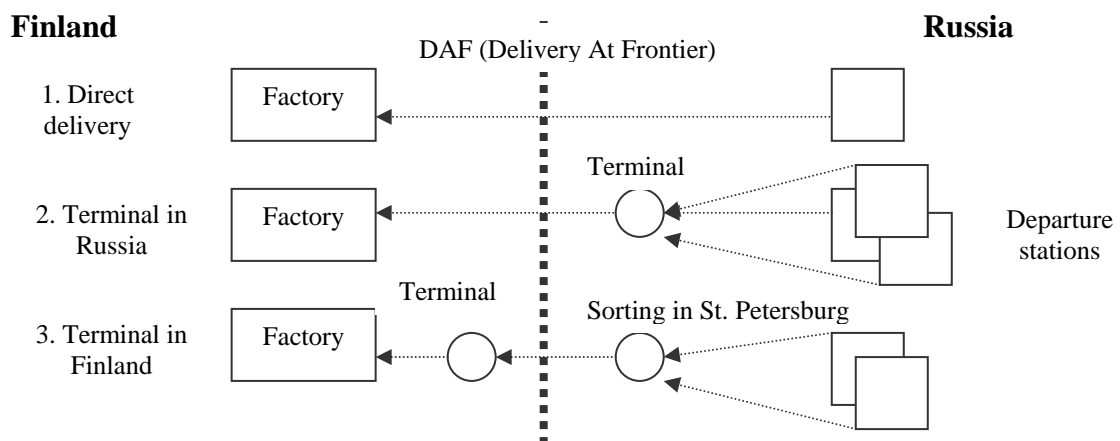 Finland
Russia
DAF (Delivery At Frontier)
1. Direct
delivery
Factory
Terminal
2. Terminal in
Russia
Factory
Departure
stations
Terminal
Sorting in St. Petersburg
3. Terminal in
Finland
Factory